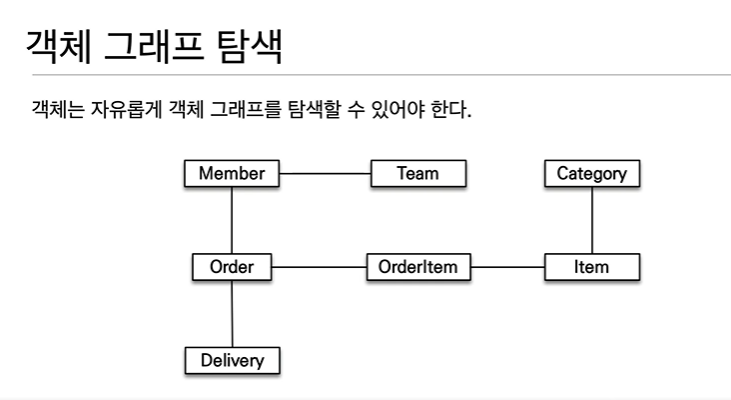 객체 그래프 탐색
객체는 자유롭게 객체 그래프를 탐색할 수 있어야 한다.
Member Team Category
Order OrderItem Item
Delivery